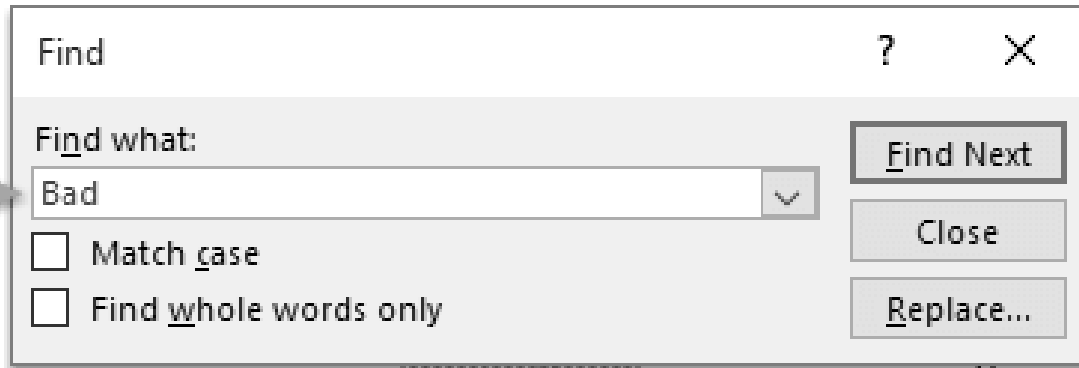 Find ? ×
Find what:
Find Next
Bad
Close
Match case
Find whole words only
Replace...